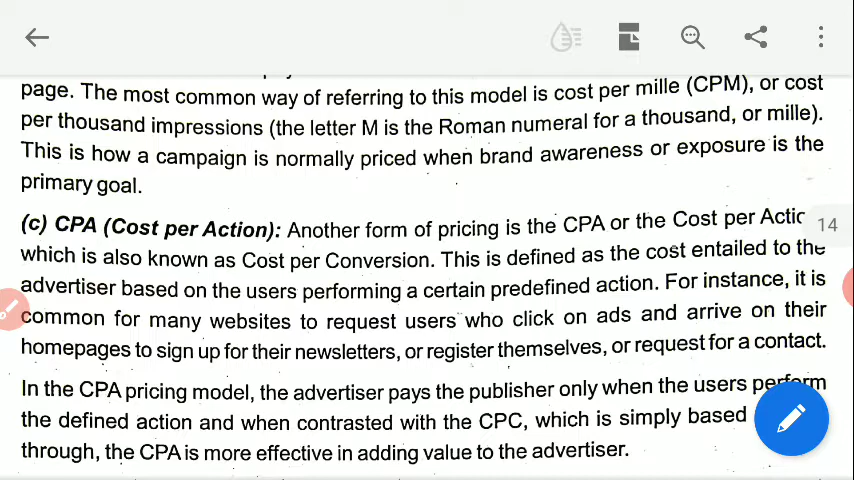 page. The most common way of referring to this model is cost per mille (CPM), or cost
per thousand impressions (the letter M is the Roman numeral for a thousand, or mille).
This is how a campaign is normally priced when brand awareness or exposure is the
primary goal.
(c) CPA (Cost per Action): Another form of pricing is the CPA or the Cost per Actio
14
which is also known as Cost per Conversion. This is defined as the cost entailed to the
advertiser based on the users performing a certain predefined action. For instance, it is
common for many websites to request users who click on ads and arrive on their
homepages to sign up for their newsletters, or register themselves, or request for a contact.
In the CPA pricing model, the advertiser pays the publisher only when the users perform
the defined action and when contrasted with the CPC, which is simply based
through, the CPA is more effective in adding value to the advertiser.